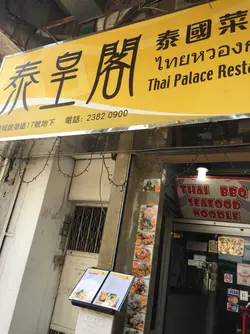 泰皇閣
泰國菜
ไทยหวอง
Thai Palace Resta
道17號地下 電話: 2382 0900
THAI BBQ
SEAFOOD
NOODLE